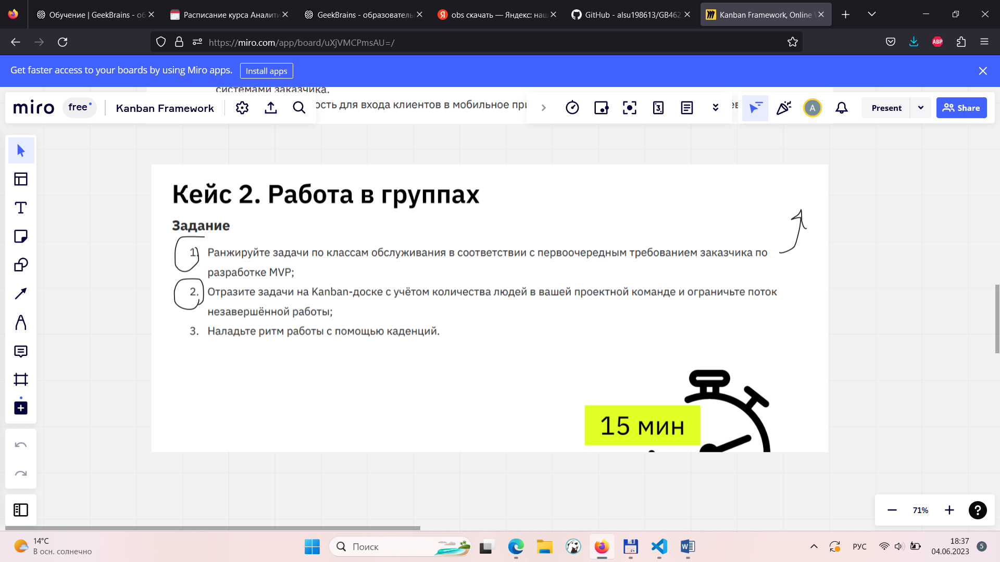 Обучение | GeekBrains - об
Расписание курса Аналити
GeekBrains - образователь
obs скачать — Яндекс: наш
GitHub - alsu198613/GB462
Kanban Framework, Online
https://miro.com/app/board/uXjVMCPmsAU=/
ABP
Get faster access to your boards by using Miro apps.
Install apps
системами заказчика.
miro
free
Kanban Framework
ость для входа клиентов в мобильное при
3
A
Present
Share
Кейс 2. Работа в группах
Задание
1. Ранжируйте задачи по классам обслуживания в соответствии с первоочередным требованием заказчика по
разработке MVP;
2. Отразите задачи на Kanban-доске с учётом количества людей в вашей проектной команде и ограничьте поток
незавершённой работы;
3. Наладьте ритм работы с помощью каденций.
15 мин
71%
?
14°C
В осн. солнечно
Поиск
64
РУС
18:37
04.06.2023
5